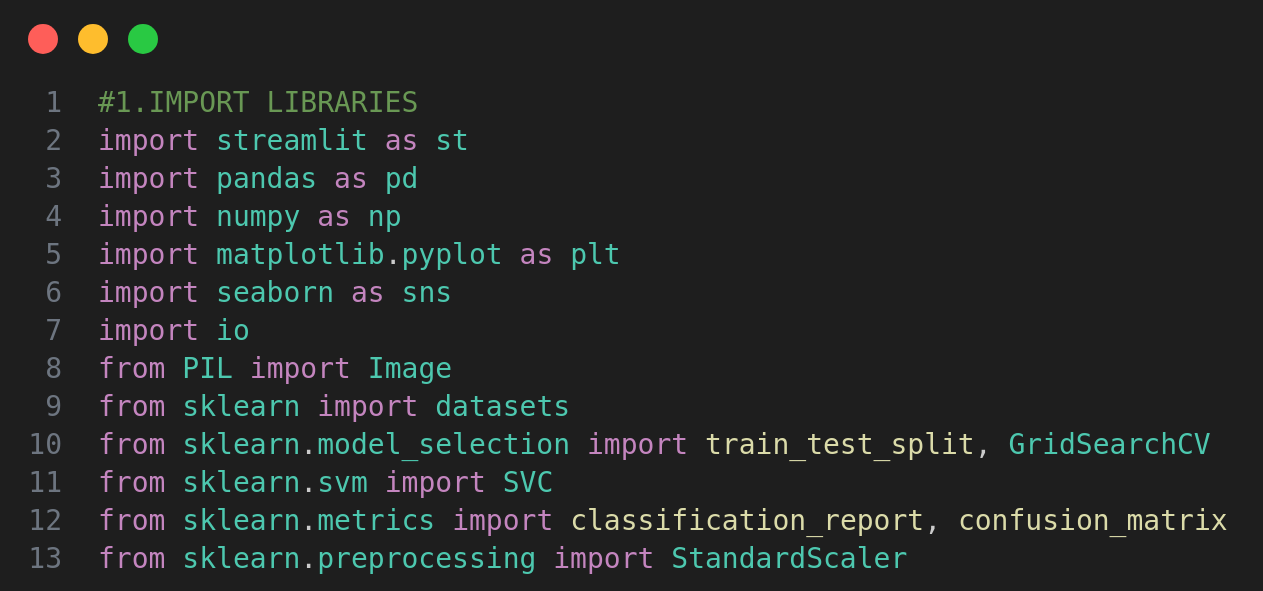 1 #1.IMPORT LIBRARIES
2 import streamlit as st
3 import pandas as pd
4 import numpy as np
5 import matplotlib.pyplot as plt
6 import seaborn as sns
7 import io
8 from PIL import Image
9 from sklearn import datasets
10 from sklearn.model_selection import train_test_split, GridSearchCV
11 from sklearn.svm import SVC
12 from sklearn.metrics import classification_report, confusion_matrix
13 from sklearn.preprocessing import StandardScaler